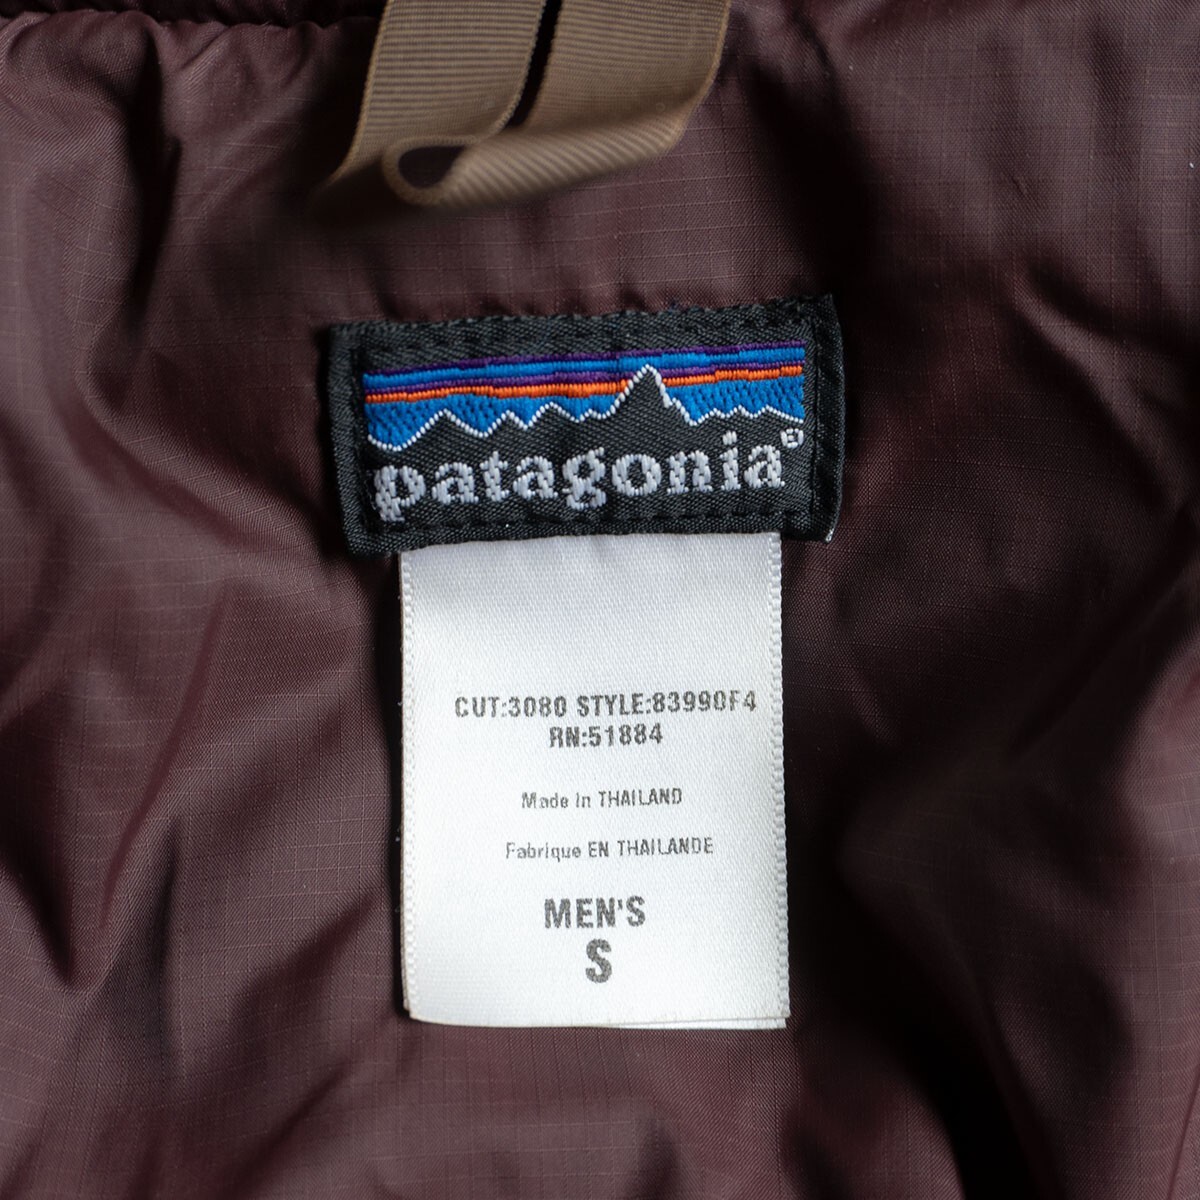 patagonia®
CUT:3080 STYLE:83990F4
RN:51884
Made in THAILAND
Fabrique EN THAILANDE
MEN'S
S